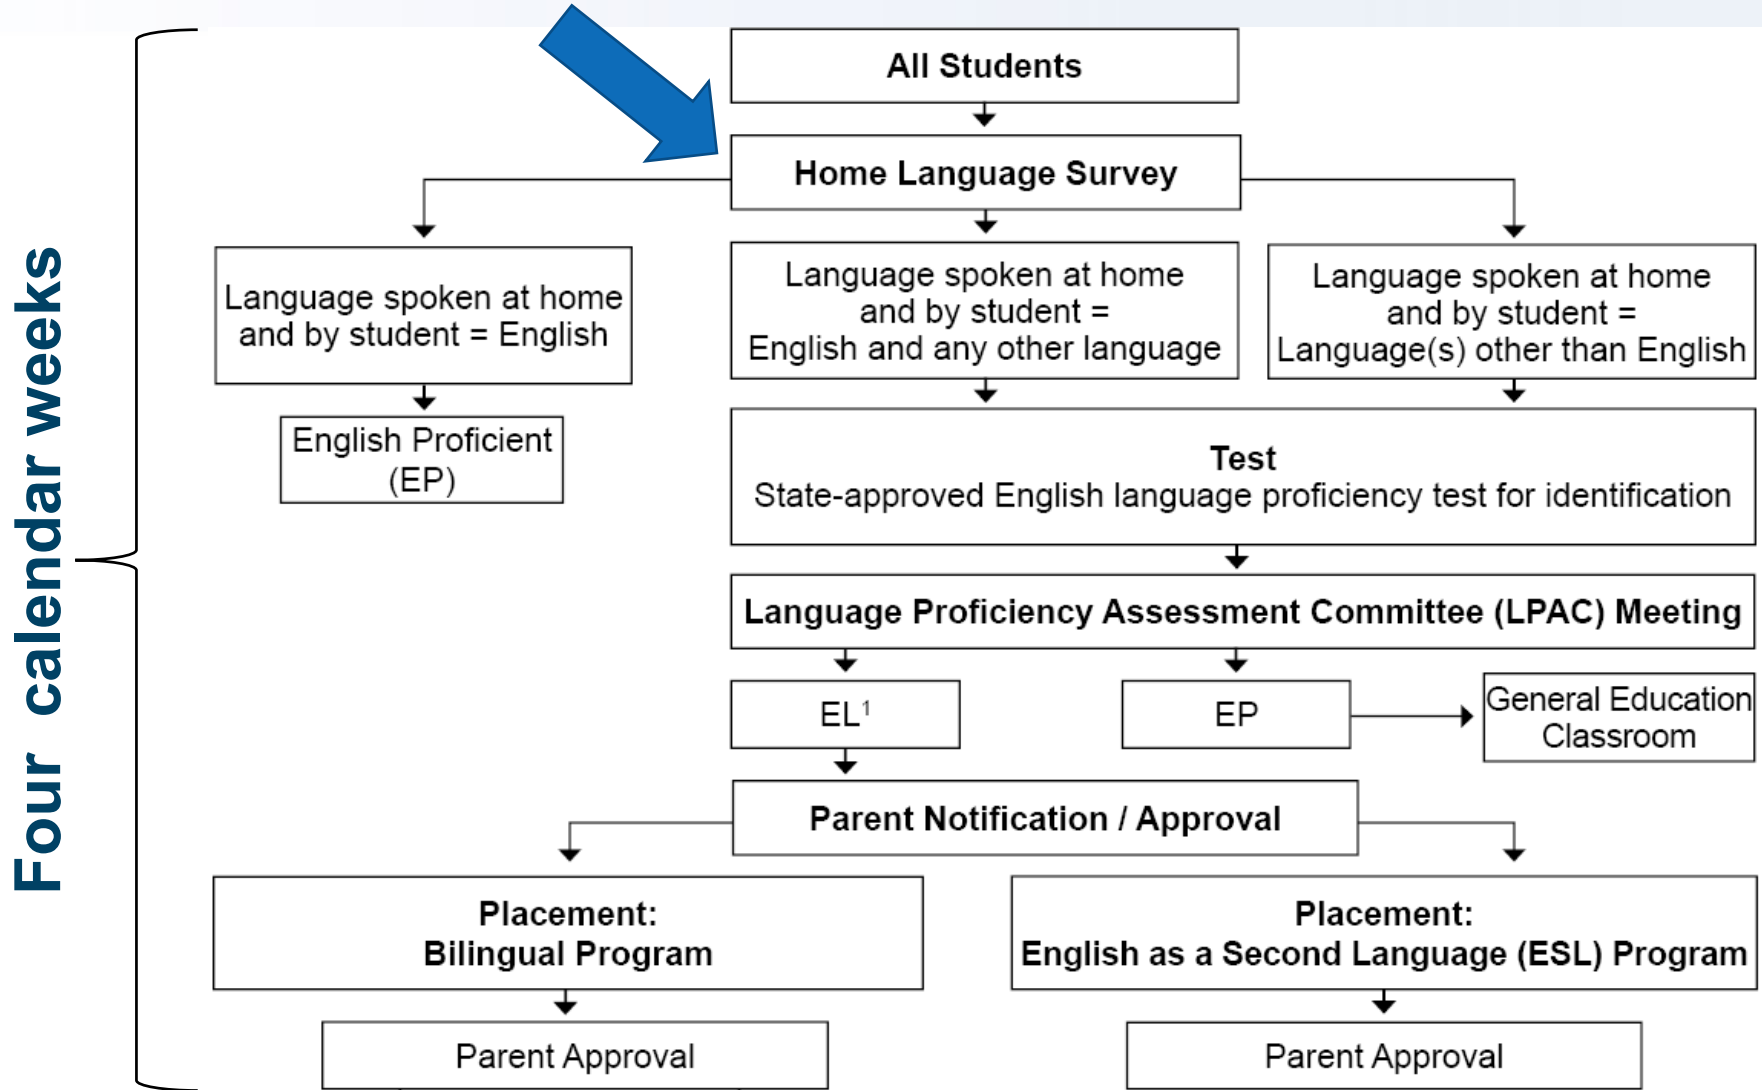 Four calendar weeks
All Students
Home Language Survey
Language spoken at home
and by student = English
Language spoken at home
and by student =
English and any other language
Language spoken at home
and by student =
Language(s) other than English
English Proficient
(EP)
Test
State-approved English language proficiency test for identification
Language Proficiency Assessment Committee (LPAC) Meeting
EL¹
EP
General Education
Classroom
Parent Notification / Approval
Placement:
Bilingual Program
Placement:
English as a Second Language (ESL) Program
Parent Approval
Parent Approval